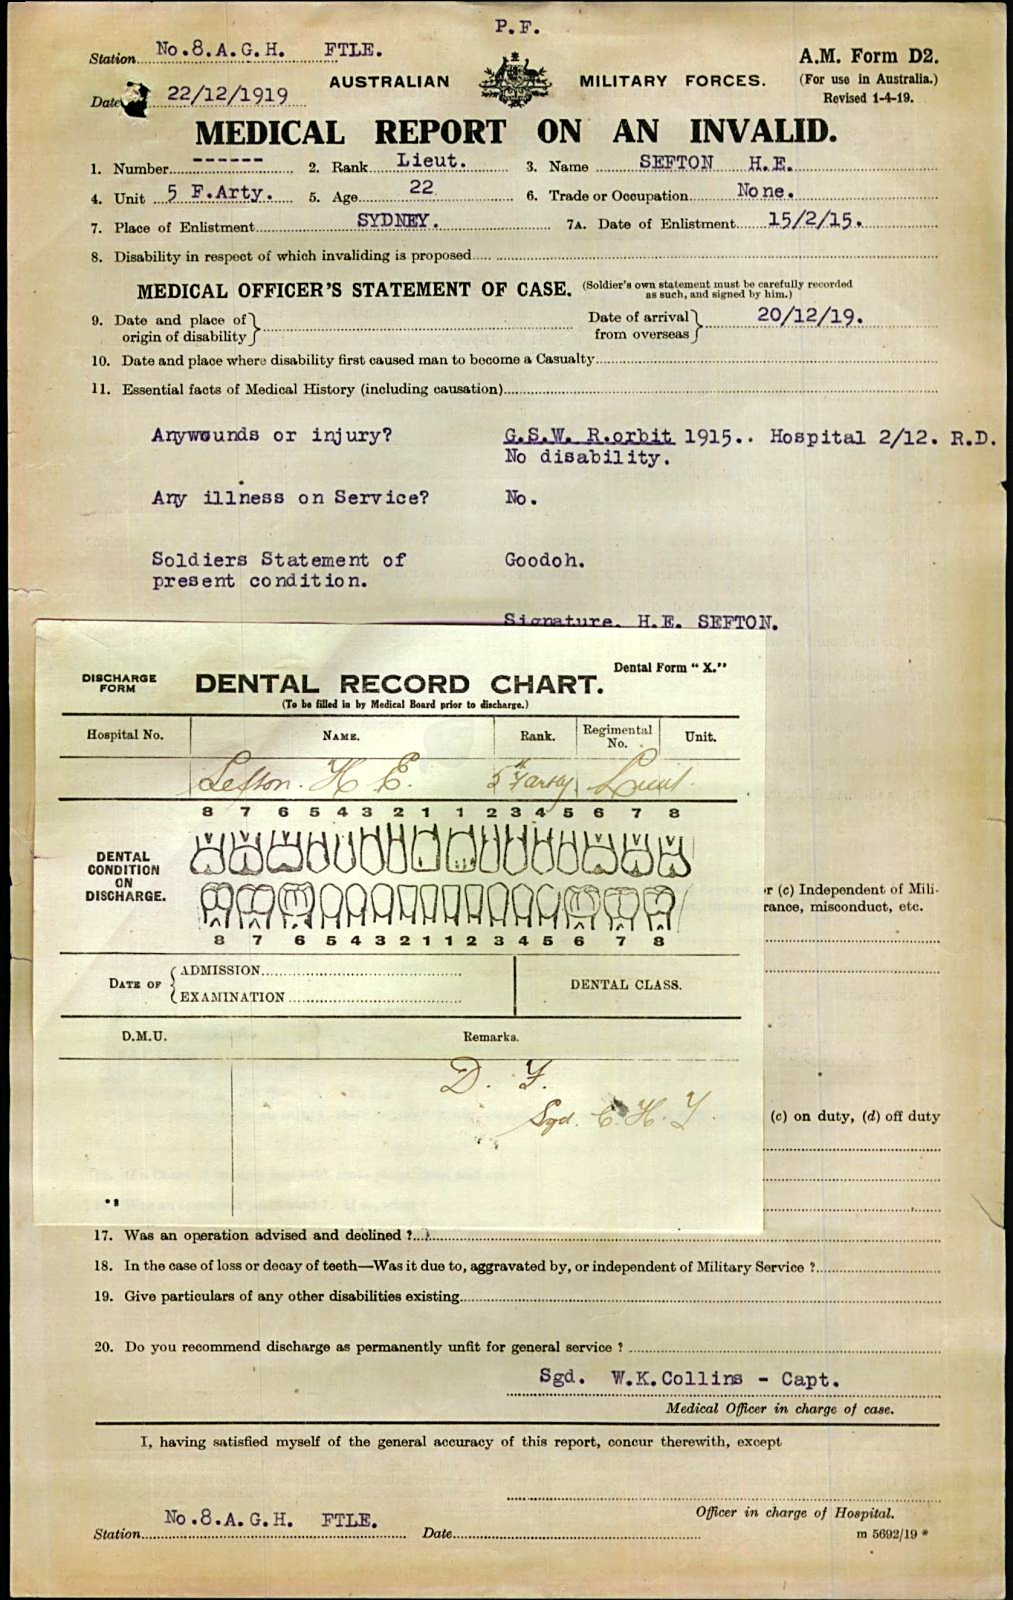 P.F.
Station No.8.A.G.H. FTLE.
A.M. Form D2.
AUSTRALIAN MILITARY FORCES.
(For use in Australia.)
Date 22/12/1919
Revised 1-4-19.
MEDICAL REPORT ON AN INVALID.
1. Number ------ 2. Rank Lieut. 3. Name SEFTON H.E.
4. Unit 5 F.Arty. 5. Age 22 6. Trade or Occupation None.
7. Place of Enlistment SYDNEY. 7A. Date of Enlistment 15/2/15.
8. Disability in respect of which invaliding is proposed
MEDICAL OFFICER'S STATEMENT OF CASE. (Soldier's own statement must be carefully recorded as such, and signed by him.)
9. Date and place of origin of disability Date of arrival from overseas 20/12/19.
10. Date and place where disability first caused man to become a Casualty
11. Essential facts of Medical History (including causation)
Anywounds or injury? G.S.W. R.orbit 1915.. Hospital 2/12. R.D.
No disability.
Any illness on Service? No.
Soldiers Statement of Goodoh.
present condition.
Signature. H.E. SEFTON.
Dental Form "X."
DISCHARGE FORM
DENTAL RECORD CHART.
(To be filled in by Medical Board prior to discharge.)
Hospital No. NAME. Rank. Regimental No. Unit.
Sefton. H E. 5th F arty Lieut.
8 7 6 5 4 3 2 1 1 2 3 4 5 6 7 8
DENTAL
CONDITION
ON
DISCHARGE.
8 7 6 5 4 3 2 1 1 2 3 4 5 6 7 8
DATE OF ADMISSION
EXAMINATION
DENTAL CLASS.
D.M.U. Remarks.
D. F.
Sgd. C. H. Y.
r (c) Independent of Mili-
rance, misconduct, etc.
(c) on duty, (d) off duty
17. Was an operation advised and declined ?
18. In the case of loss or decay of teeth—Was it due to, aggravated by, or independent of Military Service ?
19. Give particulars of any other disabilities existing
20. Do you recommend discharge as permanently unfit for general service ?
Sgd. W.K.Collins - Capt.
Medical Officer in charge of case.
I, having satisfied myself of the general accuracy of this report, concur therewith, except
Officer in charge of Hospital.
Station No.8.A.G.H. FTLE. Date
m 5692/19 *